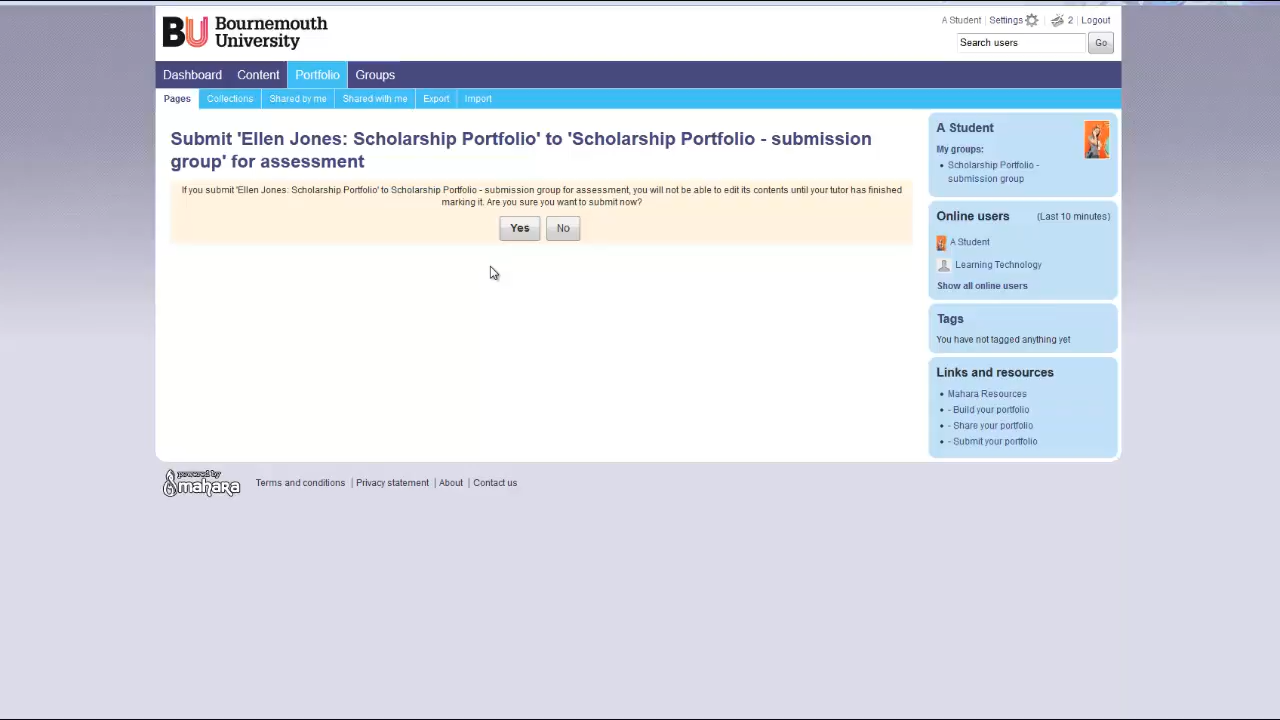 BU Bournemouth
University
A Student | Settings | 2 | Logout
Search users Go
Dashboard Content Portfolio Groups
Pages Collections Shared by me Shared with me Export Import
Submit 'Ellen Jones: Scholarship Portfolio' to 'Scholarship Portfolio - submission
group' for assessment
If you submit 'Ellen Jones: Scholarship Portfolio' to Scholarship Portfolio - submission group for assessment, you will not be able to edit its contents until your tutor has finished
marking it. Are you sure you want to submit now?
Yes No
A Student
My groups:
• Scholarship Portfolio -
submission group
Online users (Last 10 minutes)
A Student
Learning Technology
Show all online users
Tags
You have not tagged anything yet
Links and resources
• Mahara Resources
• - Build your portfolio
• - Share your portfolio
• - Submit your portfolio
powered by
mahara
Terms and conditions | Privacy statement | About | Contact us